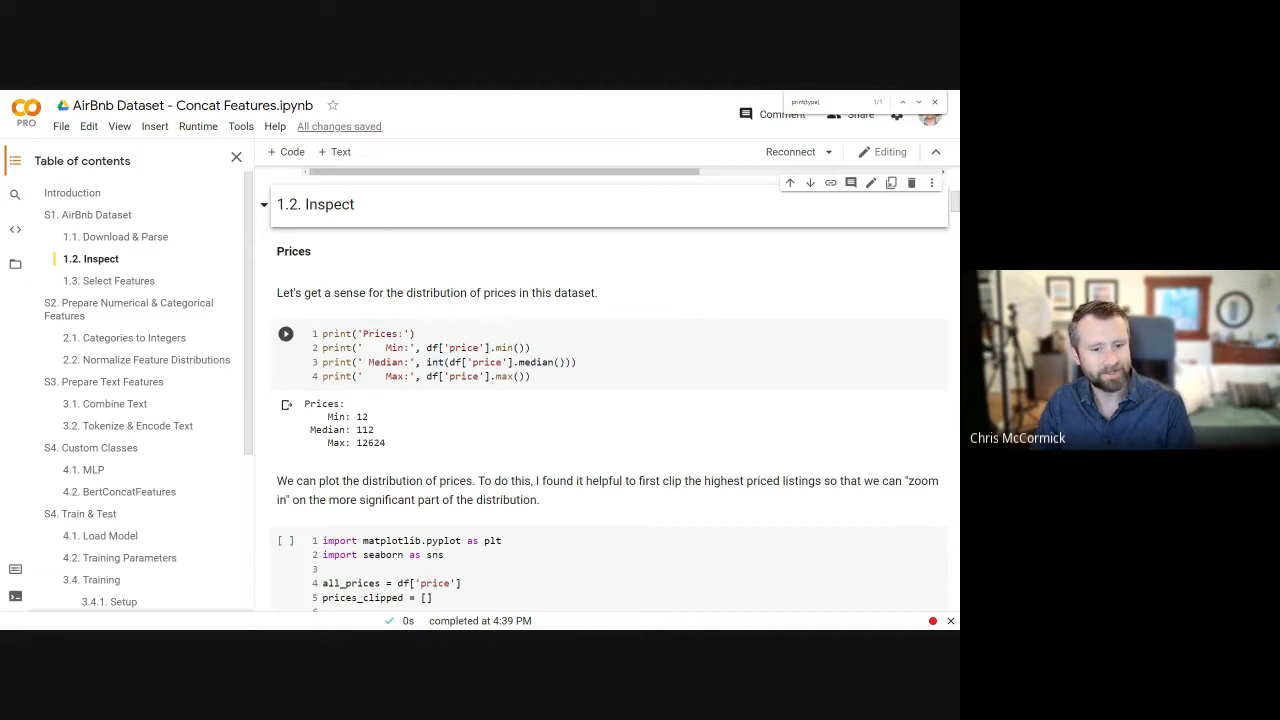 AirBnb Dataset - Concat Features.ipynb
PRO
File Edit View Insert Runtime Tools Help All changes saved
print(type( 1/1
Comment Share
Table of contents
+ Code + Text
Reconnect
Editing
Introduction
S1. AirBnb Dataset
1.1. Download & Parse
1.2. Inspect
1.3. Select Features
S2. Prepare Numerical & Categorical
Features
2.1. Categories to Integers
2.2. Normalize Feature Distributions
S3. Prepare Text Features
3.1. Combine Text
3.2. Tokenize & Encode Text
S4. Custom Classes
4.1. MLP
4.2. BertConcatFeatures
S4. Train & Test
4.1. Load Model
4.2. Training Parameters
3.4. Training
3.4.1. Setup
1.2. Inspect
Prices
Let's get a sense for the distribution of prices in this dataset.
1 print('Prices:')
2 print('    Min:', df['price'].min())
3 print(' Median:', int(df['price'].median()))
4 print('    Max:', df['price'].max())
Prices:
Min: 12
Median: 112
Max: 12624
We can plot the distribution of prices. To do this, I found it helpful to first clip the highest priced listings so that we can "zoom
in" on the more significant part of the distribution.
[ ] 1 import matplotlib.pyplot as plt
2 import seaborn as sns
3
4 all_prices = df['price']
5 prices_clipped = []
0s completed at 4:39 PM
Chris McCormick